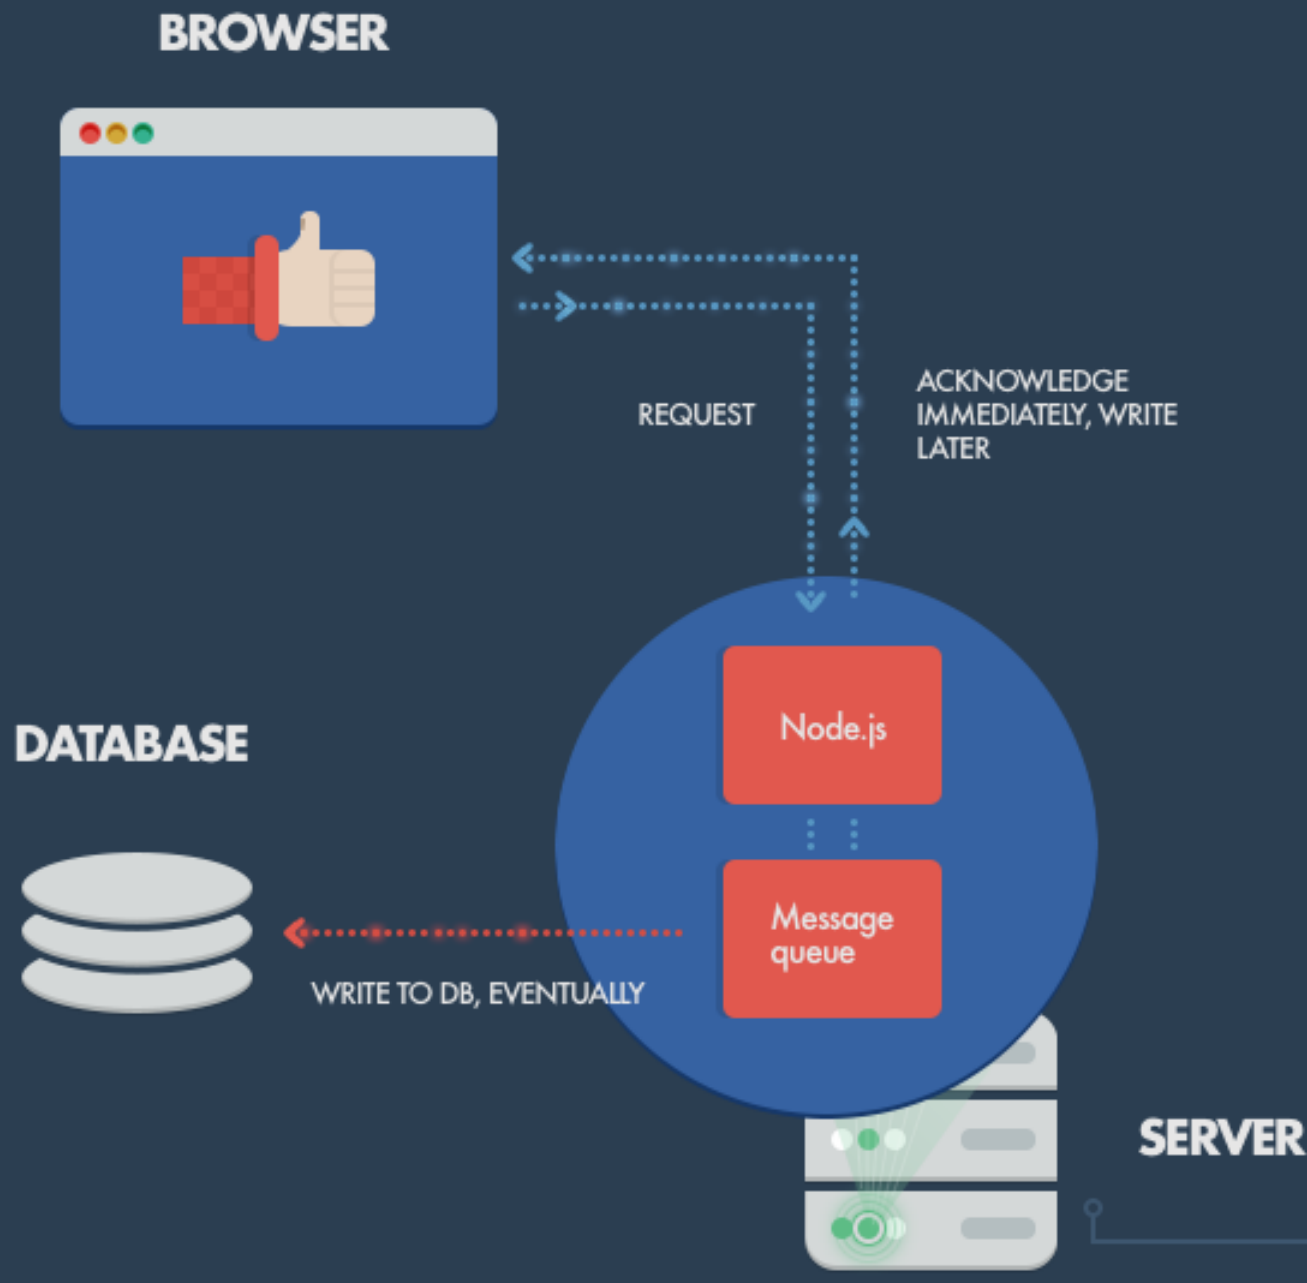 BROWSER
REQUEST
ACKNOWLEDGE
IMMEDIATELY, WRITE
LATER
Node.js
DATABASE
Message
queue
WRITE TO DB, EVENTUALLY
SERVER